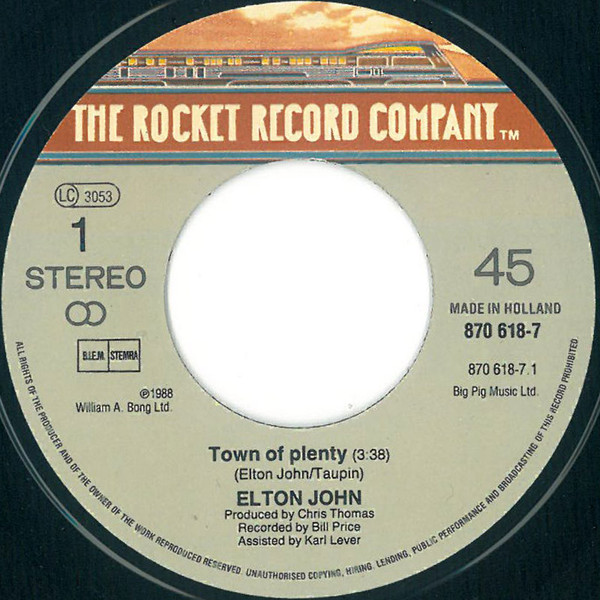 THE ROCKET RECORD COMPANY TM
LC 3053
1
STEREO
B.I.E.M. STEMRA
℗1988
William A. Bong Ltd.
45
MADE IN HOLLAND
870 618-7
870 618-7.1
Big Pig Music Ltd.
Town of plenty (3:38)
(Elton John/Taupin)
ELTON JOHN
Produced by Chris Thomas
Recorded by Bill Price
Assisted by Karl Lever
ALL RIGHTS OF THE PRODUCER AND OF THE OWNER OF THE WORK REPRODUCED RESERVED. UNAUTHORISED COPYING, HIRING, LENDING, PUBLIC PERFORMANCE AND BROADCASTING OF THIS RECORD PROHIBITED